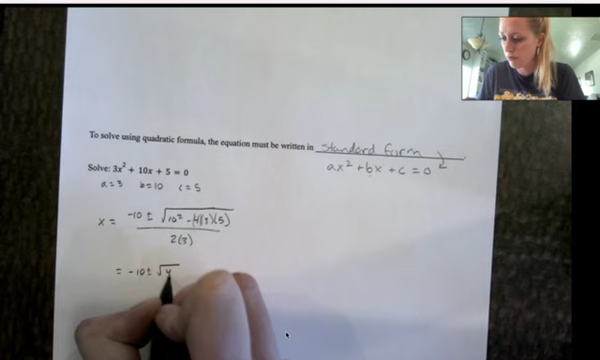 To solve using quadratic formula, the equation must be written in standard form,
ax² + bx + c = 0
Solve: 3x² + 10x + 5 = 0
a = 3 b = 10 c = 5
x = -10 ± √10² - 4(3)(5)
2(3)
= -10 ± √